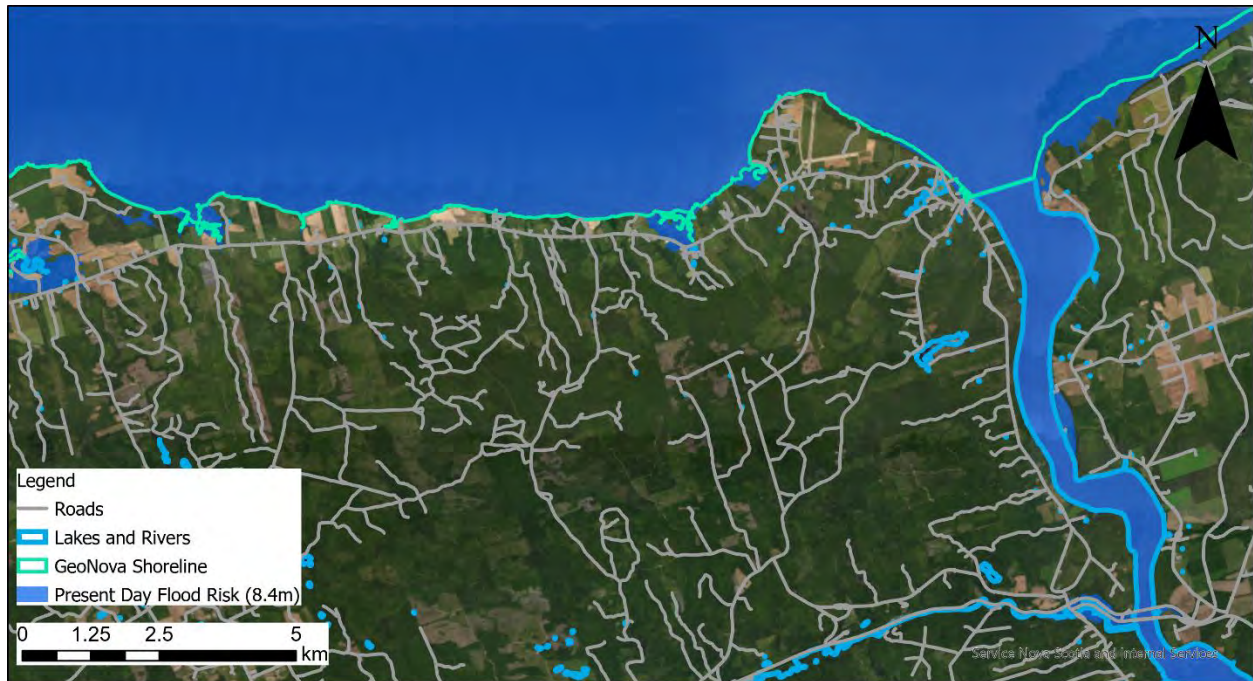 N
Legend
Roads
Lakes and Rivers
GeoNova Shoreline
Present Day Flood Risk (8.4m)
0 1.25 2.5 5
km
Service Nova Scotia and Internal Services